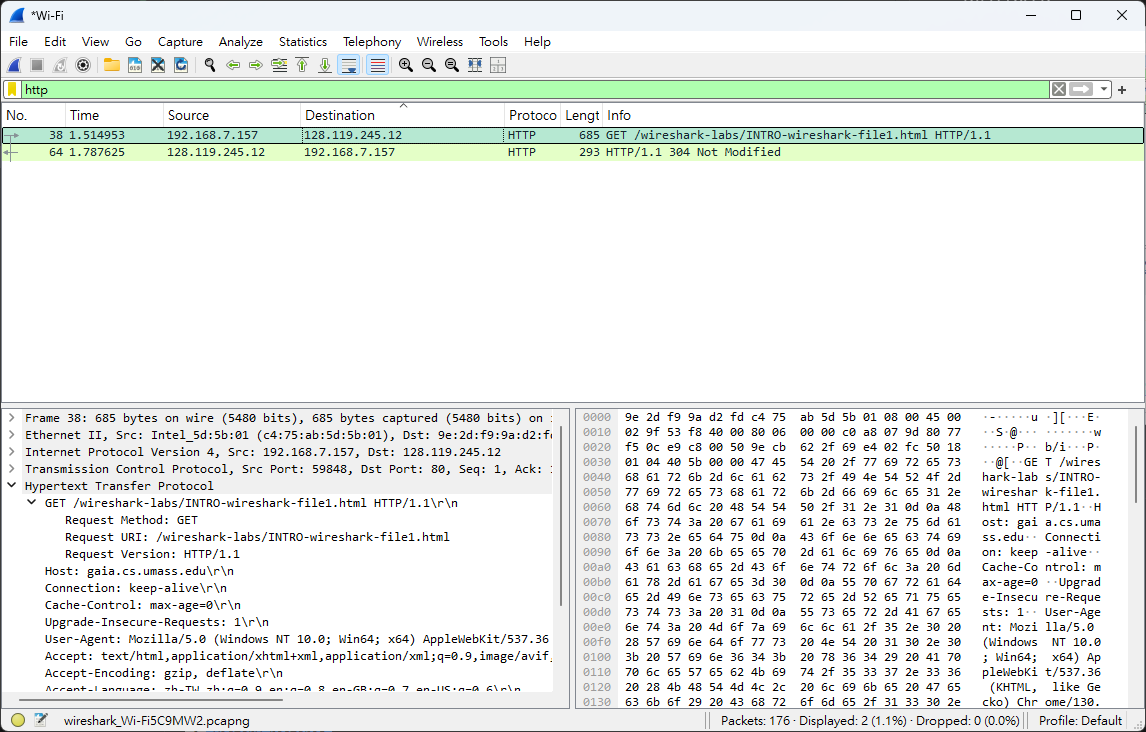 *Wi-Fi
File Edit View Go Capture Analyze Statistics Telephony Wireless Tools Help
http
No. Time Source Destination Protoco Lengt Info
38 1.514953 192.168.7.157 128.119.245.12 HTTP 685 GET /wireshark-labs/INTRO-wireshark-file1.html HTTP/1.1
64 1.787625 128.119.245.12 192.168.7.157 HTTP 293 HTTP/1.1 304 Not Modified
Frame 38: 685 bytes on wire (5480 bits), 685 bytes captured (5480 bits) on
Ethernet II, Src: Intel_5d:5b:01 (c4:75:ab:5d:5b:01), Dst: 9e:2d:f9:9a:d2:f
Internet Protocol Version 4, Src: 192.168.7.157, Dst: 128.119.245.12
Transmission Control Protocol, Src Port: 59848, Dst Port: 80, Seq: 1, Ack:
Hypertext Transfer Protocol
GET /wireshark-labs/INTRO-wireshark-file1.html HTTP/1.1\r\n
Request Method: GET
Request URI: /wireshark-labs/INTRO-wireshark-file1.html
Request Version: HTTP/1.1
Host: gaia.cs.umass.edu\r\n
Connection: keep-alive\r\n
Cache-Control: max-age=0\r\n
Upgrade-Insecure-Requests: 1\r\n
User-Agent: Mozilla/5.0 (Windows NT 10.0; Win64; x64) AppleWebKit/537.36
Accept: text/html,application/xhtml+xml,application/xml;q=0.9,image/avif,
Accept-Encoding: gzip, deflate\r\n
Accept-Language: zh-TW,zh;q=0.9,en;q=0.8,en-GB;q=0.7,en-US;q=0.6\r\n
0000 9e 2d f9 9a d2 fd c4 75 ab 5d 5b 01 08 00 45 00 ·-·····u ·][···E·
0010 02 9f 53 f8 40 00 80 06 00 00 c0 a8 07 9d 80 77 ··S·@··· ·······w
0020 f5 0c e9 c8 00 50 9e cb 62 2f 69 e4 02 fc 50 18 ·····P·· b/i···P·
0030 01 04 40 5b 00 00 47 45 54 20 2f 77 69 72 65 73 ··@[··GE T /wires
0040 68 61 72 6b 2d 6c 61 62 73 2f 49 4e 54 52 4f 2d hark-lab s/INTRO-
0050 77 69 72 65 73 68 61 72 6b 2d 66 69 6c 65 31 2e wireshar k-file1.
0060 68 74 6d 6c 20 48 54 54 50 2f 31 2e 31 0d 0a 48 html HTT P/1.1··H
0070 6f 73 74 3a 20 67 61 69 61 2e 63 73 2e 75 6d 61 ost: gai a.cs.uma
0080 73 73 2e 65 64 75 0d 0a 43 6f 6e 6e 65 63 74 69 ss.edu·· Connecti
0090 6f 6e 3a 20 6b 65 65 70 2d 61 6c 69 76 65 0d 0a on: keep -alive··
00a0 43 61 63 68 65 2d 43 6f 6e 74 72 6f 6c 3a 20 6d Cache-Co ntrol: m
00b0 61 78 2d 61 67 65 3d 30 0d 0a 55 70 67 72 61 64 ax-age=0 ··Upgrad
00c0 65 2d 49 6e 73 65 63 75 72 65 2d 52 65 71 75 65 e-Insecu re-Reque
00d0 73 74 73 3a 20 31 0d 0a 55 73 65 72 2d 41 67 65 sts: 1·· User-Age
00e0 6e 74 3a 20 4d 6f 7a 69 6c 6c 61 2f 35 2e 30 20 nt: Mozi lla/5.0
00f0 28 57 69 6e 64 6f 77 73 20 4e 54 20 31 30 2e 30 (Windows NT 10.0
0100 3b 20 57 69 6e 36 34 3b 20 78 36 34 29 20 41 70 ; Win64; x64) Ap
0110 70 6c 65 57 65 62 4b 69 74 2f 35 33 37 2e 33 36 pleWebKi t/537.36
0120 20 28 4b 48 54 4d 4c 2c 20 6c 69 6b 65 20 47 65 (KHTML, like Ge
0130 63 6b 6f 29 20 43 68 72 6f 6d 65 2f 31 33 30 2e cko) Chr ome/130.
wireshark_Wi-Fi5C9MW2.pcapng Packets: 176 · Displayed: 2 (1.1%) · Dropped: 0 (0.0%) Profile: Default